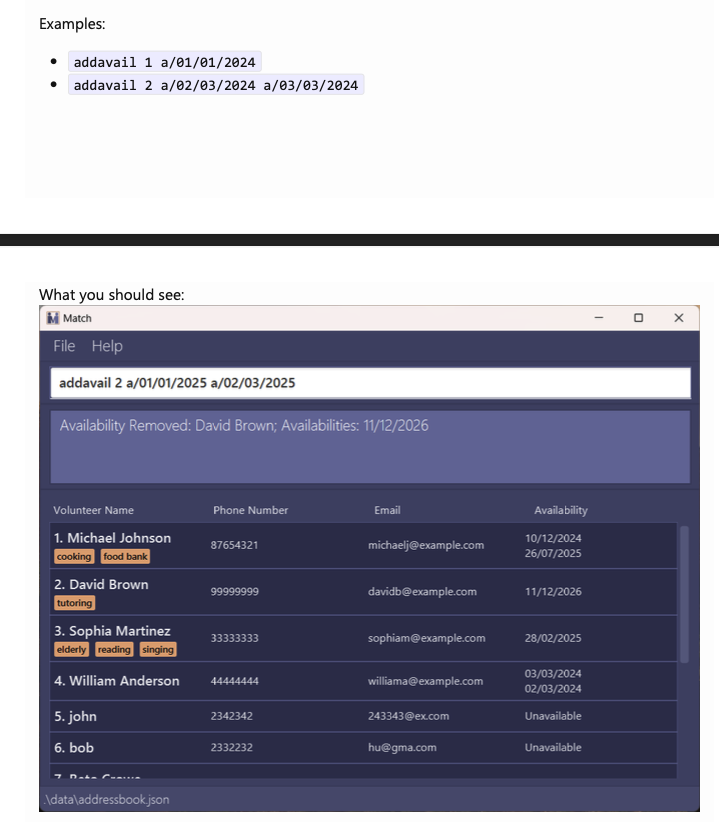 Examples:
addavail 1 a/01/01/2024
addavail 2 a/02/03/2024 a/03/03/2024
What you should see:
Match
File Help
addavail 2 a/01/01/2025 a/02/03/2025
Availability Removed: David Brown; Availabilities: 11/12/2026
Volunteer Name Phone Number Email Availability
1. Michael Johnson 87654321 michaelj@example.com 10/12/2024
cooking food bank 26/07/2025
2. David Brown 99999999 davidb@example.com 11/12/2026
tutoring
3. Sophia Martinez 33333333 sophiam@example.com 28/02/2025
elderly reading singing
4. William Anderson 44444444 williama@example.com 03/03/2024
02/03/2024
5. john 2342342 243343@ex.com Unavailable
6. bob 2332232 hu@gma.com Unavailable
.\data\addressbook.json